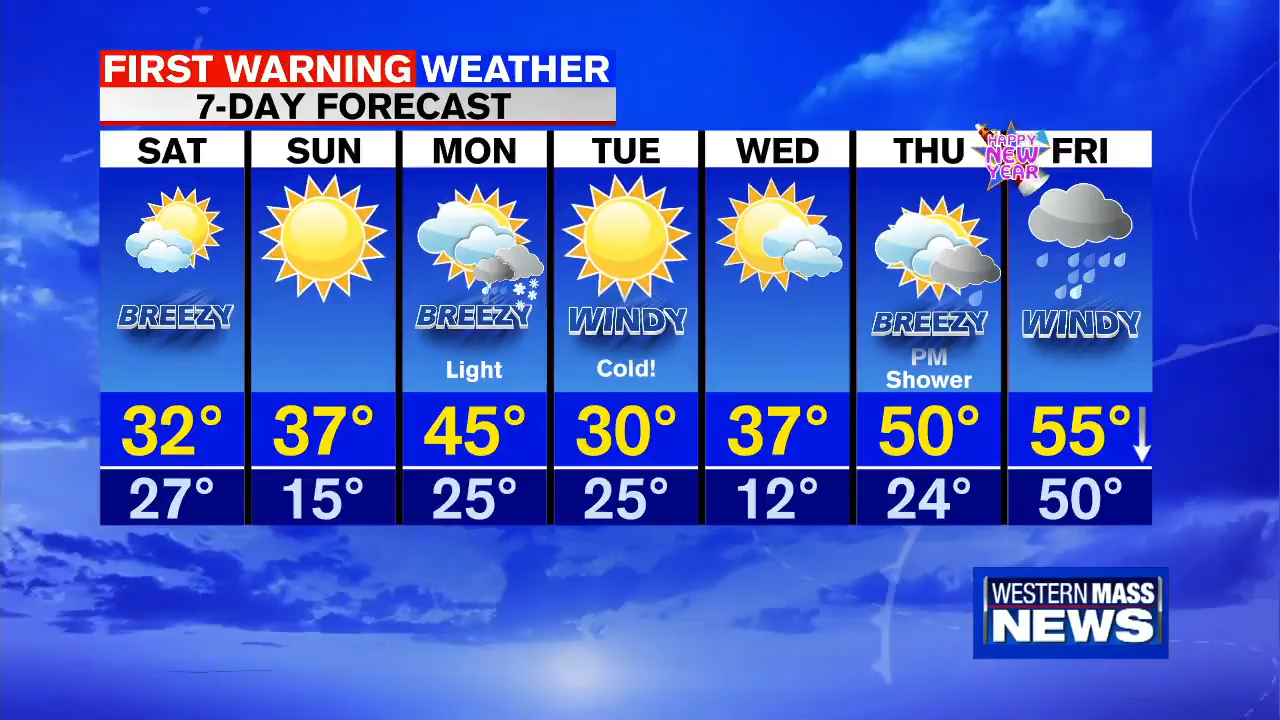 FIRST WARNING WEATHER
7-DAY FORECAST
SAT SUN MON TUE WED THU FRI
HAPPY
NEW
YEAR
BREEZY BREEZY WINDY BREEZY WINDY
Light Cold! PM
Shower
32° 37° 45° 30° 37° 50° 55°
27° 15° 25° 25° 12° 24° 50°
WESTERN MASS
NEWS